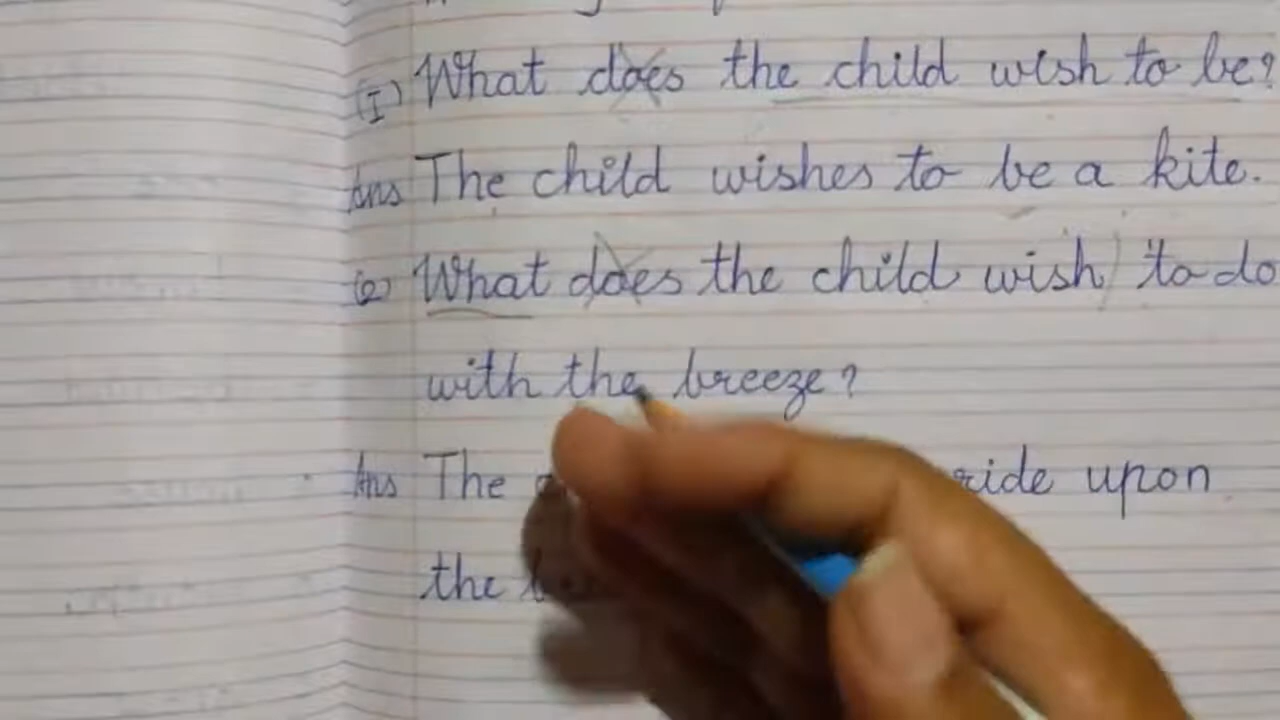 (I) What does the child wish to be?
Ans The child wishes to be a kite.
(2) What does the child wish to do
with the breeze?
Ans The ride upon
the